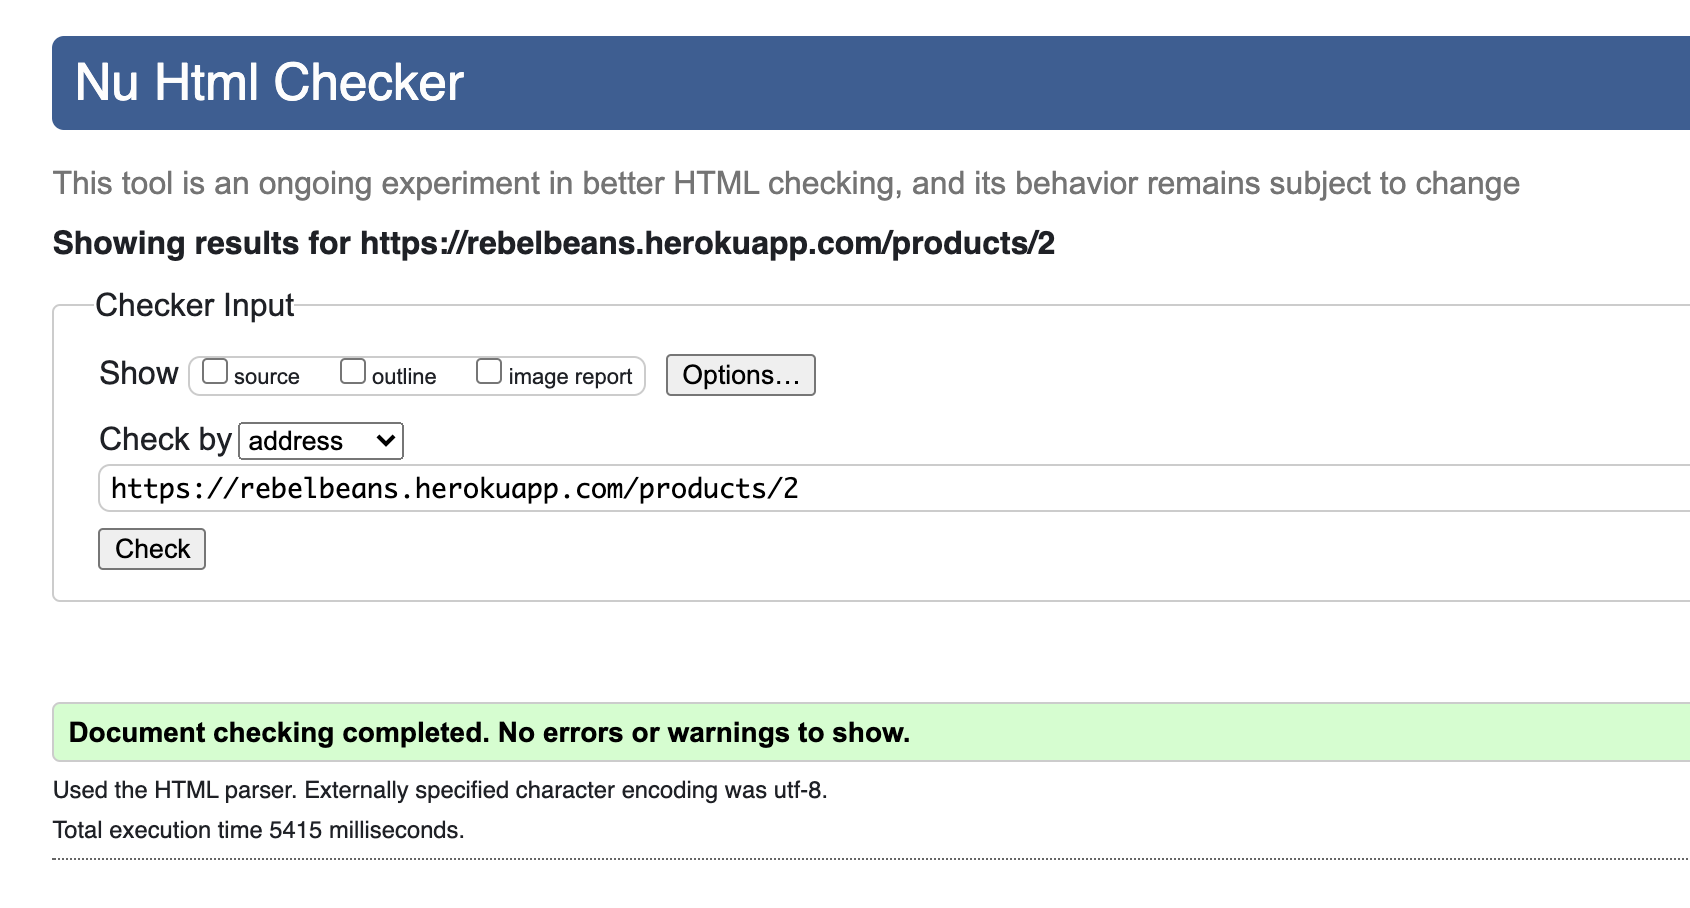 Nu Html Checker
This tool is an ongoing experiment in better HTML checking, and its behavior remains subject to change
Showing results for https://rebelbeans.herokuapp.com/products/2
Checker Input
Show source outline image report Options…
Check by address
https://rebelbeans.herokuapp.com/products/2
Check
Document checking completed. No errors or warnings to show.
Used the HTML parser. Externally specified character encoding was utf-8.
Total execution time 5415 milliseconds.